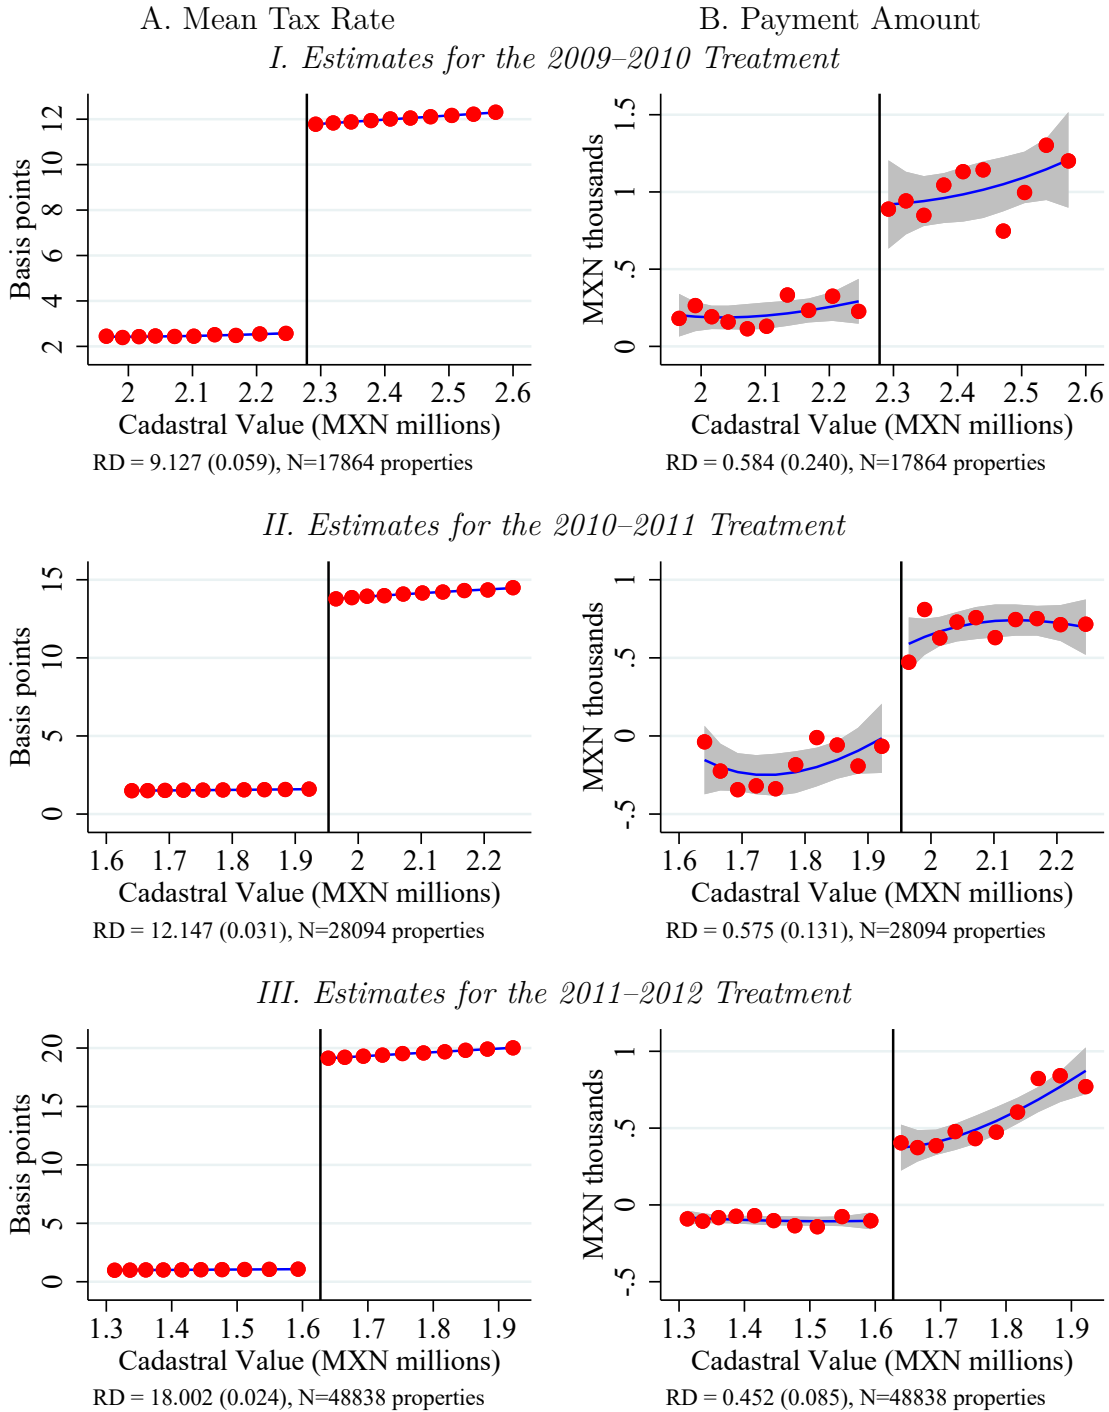 A. Mean Tax Rate
B. Payment Amount
I. Estimates for the 2009–2010 Treatment
Basis points
2 4 6 8 10 12
2 2.1 2.2 2.3 2.4 2.5 2.6
Cadastral Value (MXN millions)
RD = 9.127 (0.059), N=17864 properties
MXN thousands
0 .5 1 1.5
2 2.1 2.2 2.3 2.4 2.5 2.6
Cadastral Value (MXN millions)
RD = 0.584 (0.240), N=17864 properties
II. Estimates for the 2010–2011 Treatment
Basis points
0 5 10 15
1.6 1.7 1.8 1.9 2 2.1 2.2
Cadastral Value (MXN millions)
RD = 12.147 (0.031), N=28094 properties
MXN thousands
-.5 0 .5 1
1.6 1.7 1.8 1.9 2 2.1 2.2
Cadastral Value (MXN millions)
RD = 0.575 (0.131), N=28094 properties
III. Estimates for the 2011–2012 Treatment
Basis points
0 5 10 15 20
1.3 1.4 1.5 1.6 1.7 1.8 1.9
Cadastral Value (MXN millions)
RD = 18.002 (0.024), N=48838 properties
MXN thousands
-.5 0 .5 1
1.3 1.4 1.5 1.6 1.7 1.8 1.9
Cadastral Value (MXN millions)
RD = 0.452 (0.085), N=48838 properties